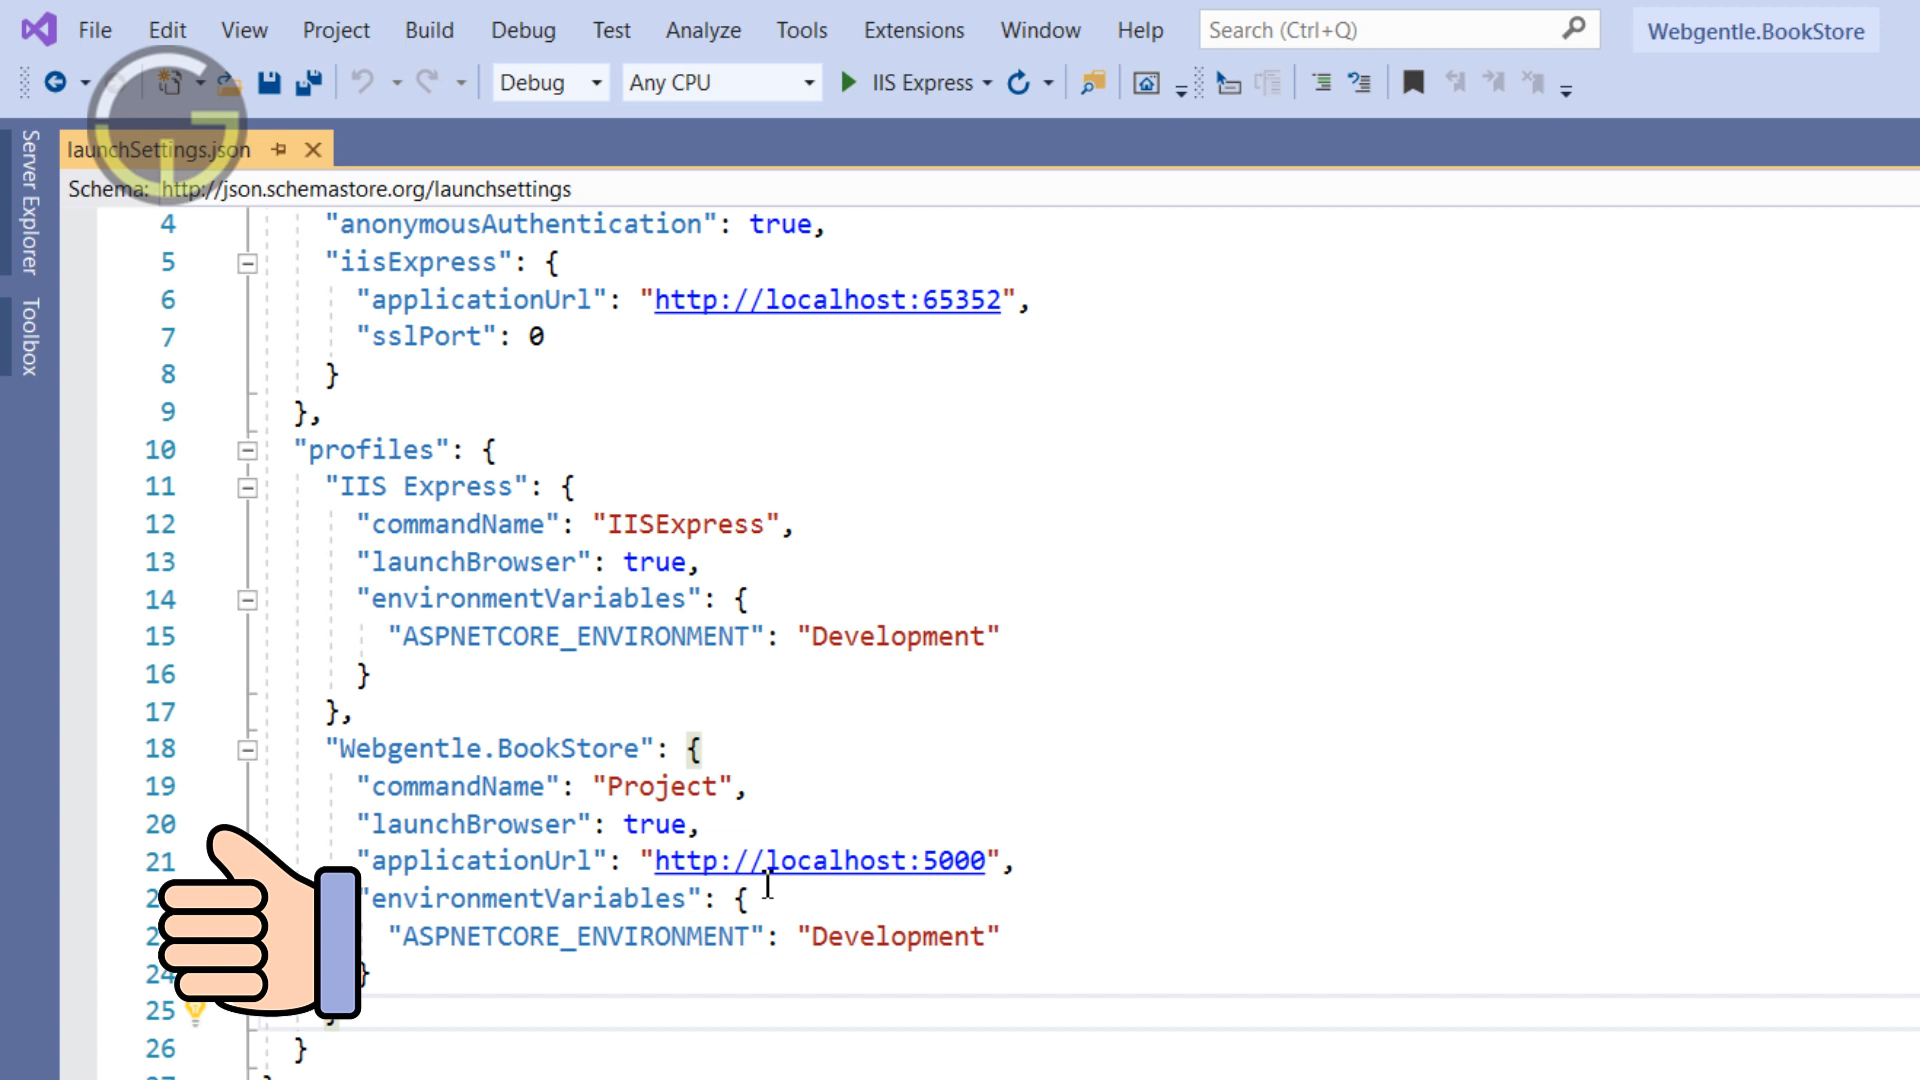 File Edit View Project Build Debug Test Analyze Tools Extensions Window Help Search (Ctrl+Q) Webgentle.BookStore
Debug Any CPU IIS Express
Server Explorer
Toolbox
launchSettings.json
Schema: http://json.schemastore.org/launchsettings
4 "anonymousAuthentication": true,
5 "iisExpress": {
6 "applicationUrl": "http://localhost:65352",
7 "sslPort": 0
8 }
9 },
10 "profiles": {
11 "IIS Express": {
12 "commandName": "IISExpress",
13 "launchBrowser": true,
14 "environmentVariables": {
15 "ASPNETCORE_ENVIRONMENT": "Development"
16 }
17 },
18 "Webgentle.BookStore": {
19 "commandName": "Project",
20 "launchBrowser": true,
21 "applicationUrl": "http://localhost:5000",
"environmentVariables": {
"ASPNETCORE_ENVIRONMENT": "Development"
24 }
25 }
26 }